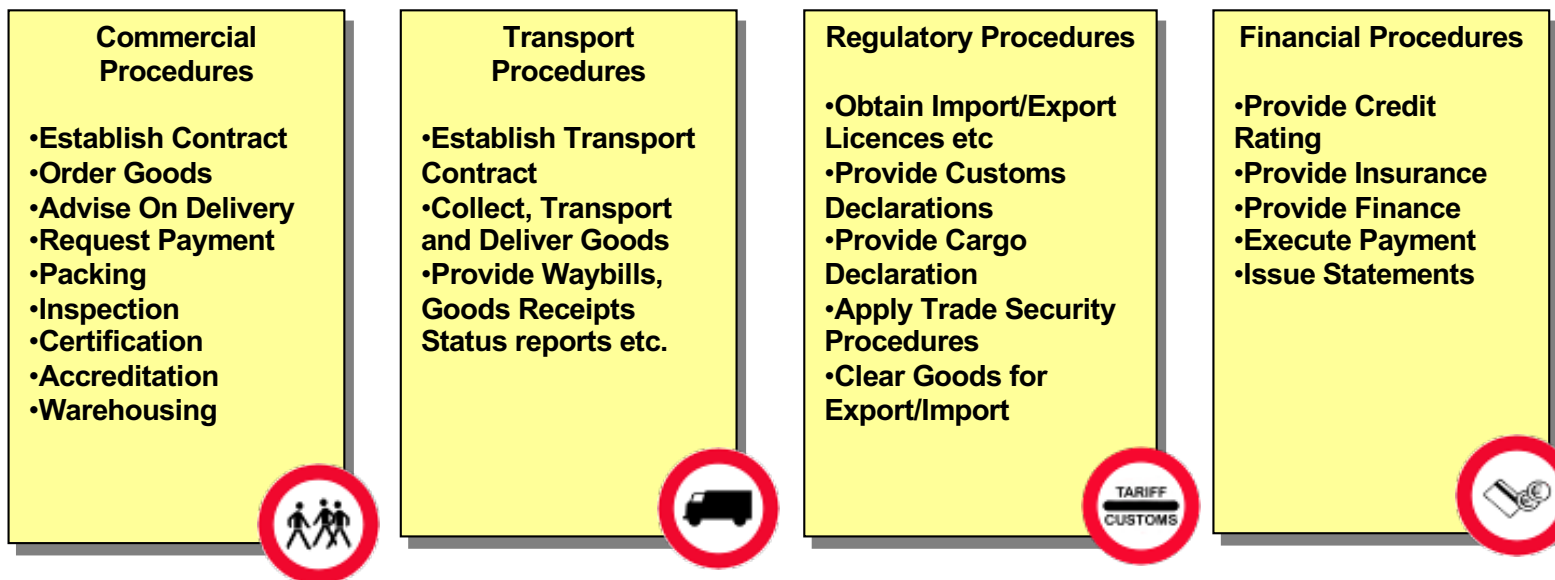 Commercial
Procedures
•Establish Contract
•Order Goods
•Advise On Delivery
•Request Payment
•Packing
•Inspection
•Certification
•Accreditation
•Warehousing
Transport
Procedures
•Establish Transport
Contract
•Collect, Transport
and Deliver Goods
•Provide Waybills,
Goods Receipts
Status reports etc.
Regulatory Procedures
•Obtain Import/Export
Licences etc
•Provide Customs
Declarations
•Provide Cargo
Declaration
•Apply Trade Security
Procedures
•Clear Goods for
Export/Import
TARIFF
CUSTOMS
Financial Procedures
•Provide Credit
Rating
•Provide Insurance
•Provide Finance
•Execute Payment
•Issue Statements